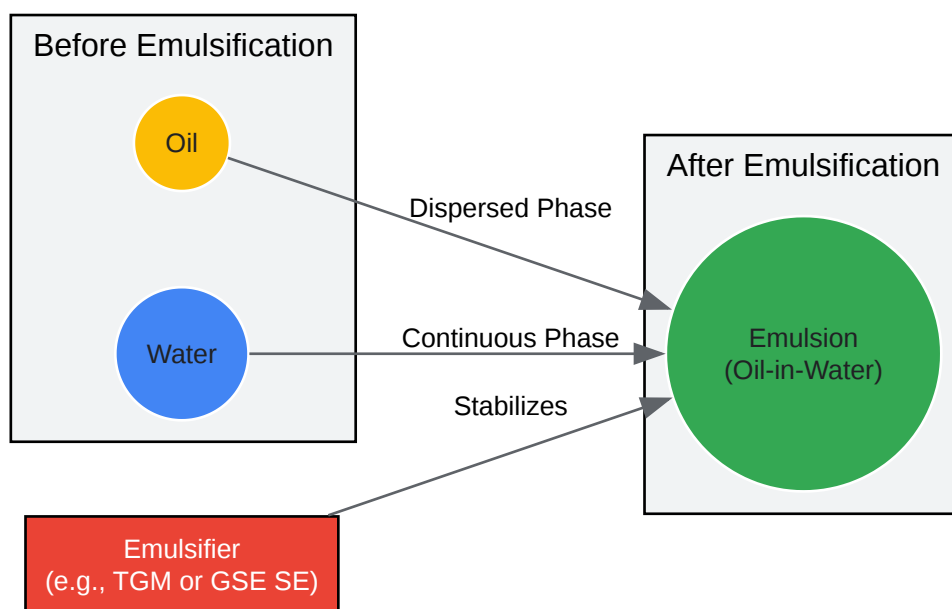 Before Emulsification
Oil
Water
Dispersed Phase
Continuous Phase
Stabilizes
After Emulsification
Emulsion
(Oil-in-Water)
Emulsifier
(e.g., TGM or GSE SE)